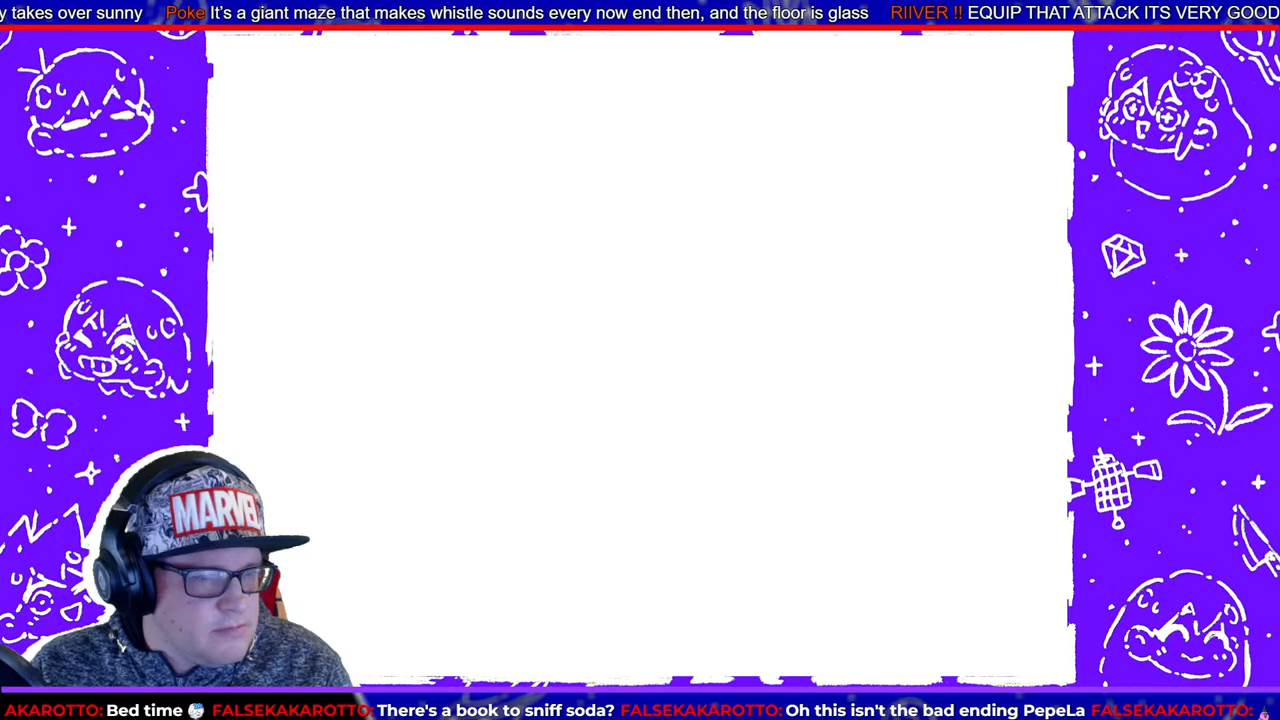 y takes over sunny Poke It's a giant maze that makes whistle sounds every now end then, and the floor is glass RIIVER !! EQUIP THAT ATTACK ITS VERY GOOD
MARVEL
AKAROTTO: Bed time FALSEKAKAROTTO: There's a book to sniff soda? FALSEKAKAROTTO: Oh this isn't the bad ending PepeLa FALSEKAKAROTTO: